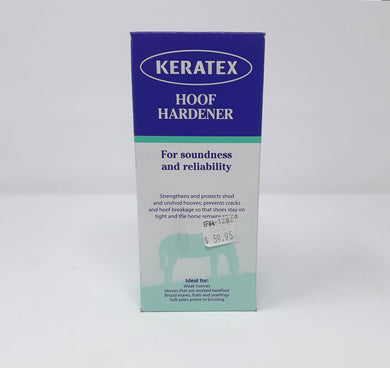 KERATEX
HOOF
HARDENER
For soundness
and reliability
Strengthens and protects shod
and unshod hooves; prevents cracks
and hoof breakage so that shoes stay on
tight and the horse remains
$ 59.95
Ideal for:
Weak hooves
Horses that are worked barefoot
Brood mares, foals and yearlings
Soft soles prone to bruising